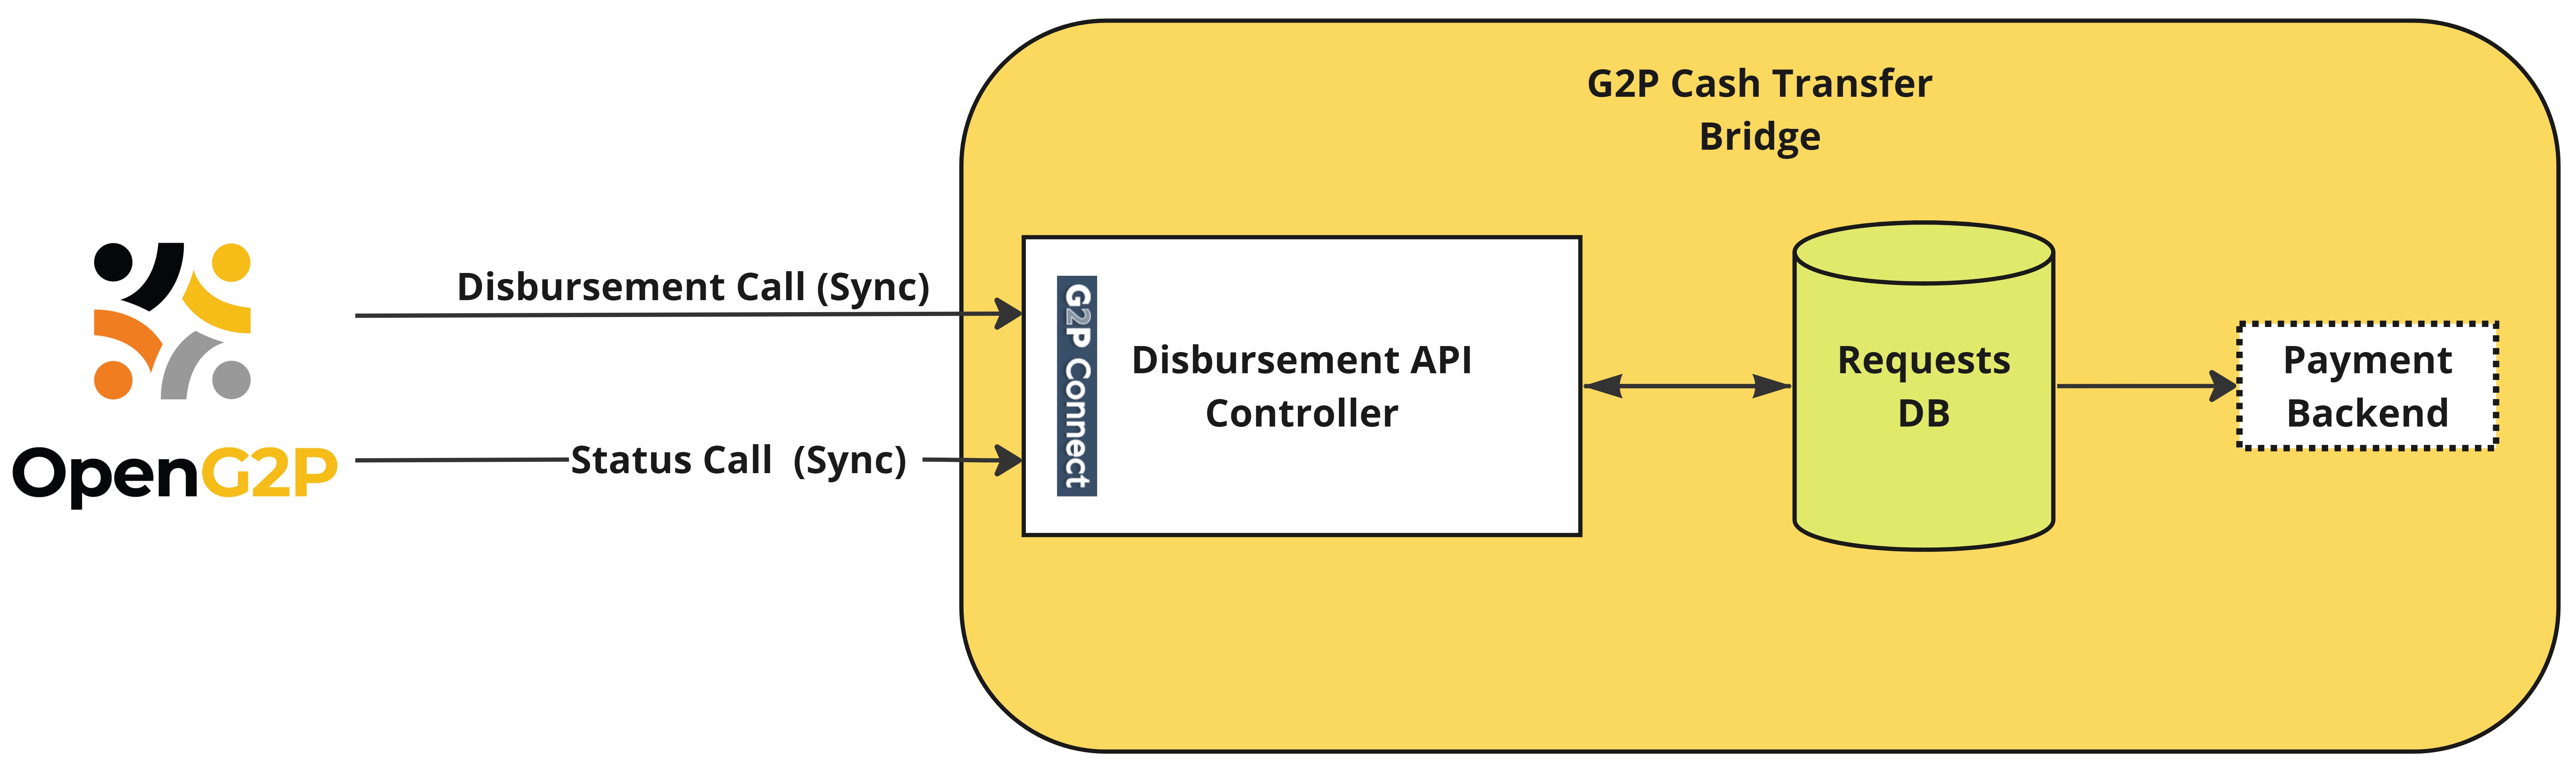 G2P Cash Transfer
Bridge
Disbursement Call (Sync)
Status Call (Sync)
OpenG2P
G2P Connect
Disbursement API
Controller
Requests
DB
Payment
Backend